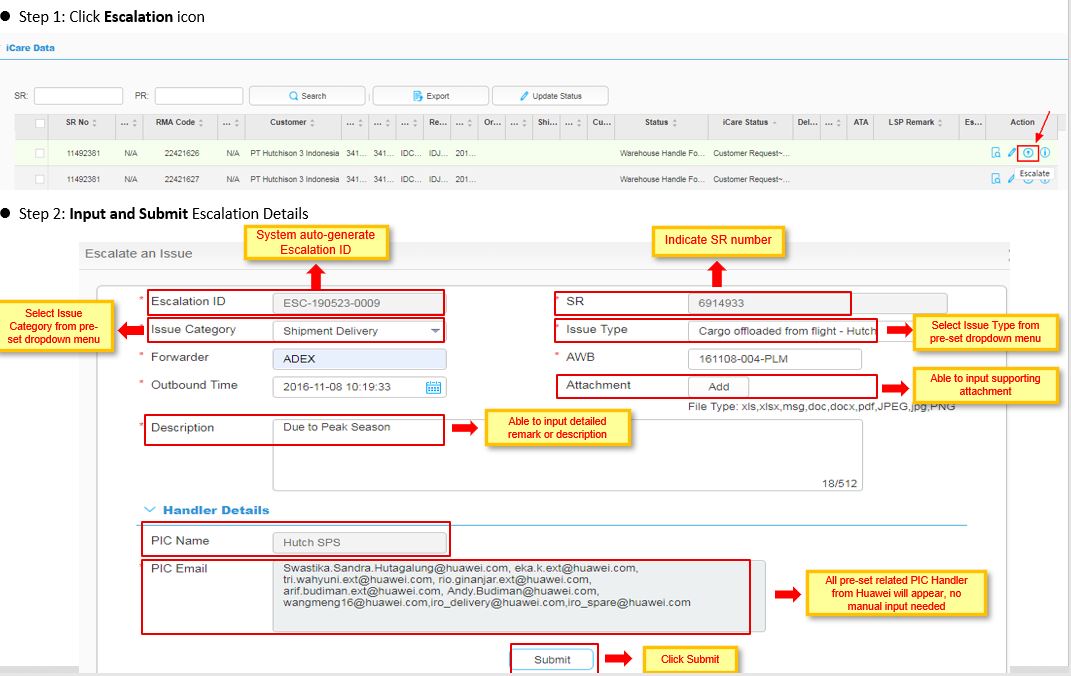 ● Step 1: Click Escalation icon
iCare Data
SR:
PR:
Search
Export
Update Status
SR No
...
RMA Code
...
Customer
...
...
...
Re...
...
Or...
...
Shi...
...
Cu...
Status
iCare Status
Del...
...
ATA
LSP Remark
Es...
Action
11492381 N/A 22421626 N/A PT Hutchison 3 Indonesia 341... 341... IDC... IDJ... 201... Warehouse Handle Fo... Customer Request~...
11492381 N/A 22421627 N/A PT Hutchison 3 Indonesia 341... 341... IDC... IDJ... 201... Warehouse Handle Fo... Customer Request~...
Escalate
● Step 2: Input and Submit Escalation Details
System auto-generate
Escalation ID
Indicate SR number
Escalate an Issue
* Escalation ID
ESC-190523-0009
* SR
6914933
Select Issue
Category from pre-
set dropdown menu
* Issue Category
Shipment Delivery
* Issue Type
Cargo offloaded from flight - Hutch
Select Issue Type from
pre-set dropdown menu
* Forwarder
ADEX
* AWB
161108-004-PLM
* Outbound Time
2016-11-08 10:19:33
Attachment
Add
Able to input supporting
attachment
File Type: xls,xlsx,msg,doc,docx,pdf,JPEG,jpg,PNG
* Description
Due to Peak Season
Able to input detailed
remark or description
18/512
Handler Details
PIC Name
Hutch SPS
PIC Email
Swastika.Sandra.Hutagalung@huawei.com, eka.k.ext@huawei.com,
tri.wahyuni.ext@huawei.com, rio.ginanjar.ext@huawei.com,
arif.budiman.ext@huawei.com, Andy.Budiman@huawei.com,
wangmeng16@huawei.com,iro_delivery@huawei.com,iro_spare@huawei.com
All pre-set related PIC Handler
from Huawei will appear, no
manual input needed
Submit
Click Submit